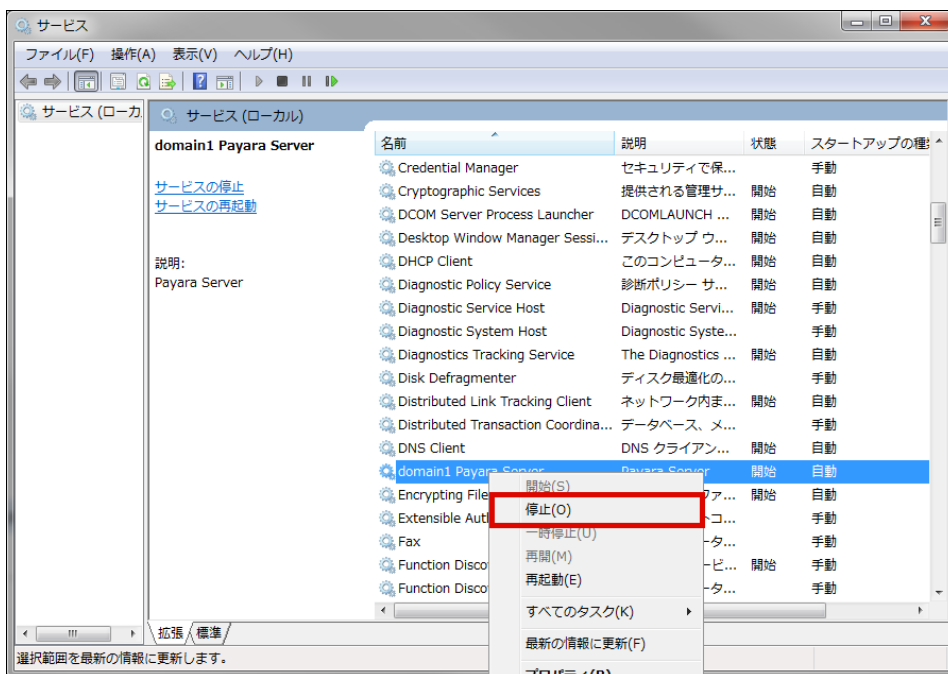 サービス
ファイル(F) 操作(A) 表示(V) ヘルプ(H)
サービス (ローカ
サービス (ローカル)
domain1 Payara Server
サービスの停止
サービスの再起動
説明:
Payara Server
名前 説明 状態 スタートアップの種
Credential Manager セキュリティで保... 手動
Cryptographic Services 提供される管理サ... 開始 自動
DCOM Server Process Launcher DCOMLAUNCH ... 開始 自動
Desktop Window Manager Sessi... デスクトップ ウ... 開始 自動
DHCP Client このコンピュータ... 開始 自動
Diagnostic Policy Service 診断ポリシー サ... 開始 自動
Diagnostic Service Host Diagnostic Servi... 開始 手動
Diagnostic System Host Diagnostic Syste... 手動
Diagnostics Tracking Service The Diagnostics ... 開始 自動
Disk Defragmenter ディスク最適化の... 手動
Distributed Link Tracking Client ネットワーク内ま... 開始 自動
Distributed Transaction Coordina... データベース、メ... 手動
DNS Client DNS クライアン... 開始 自動
domain1 Payara Server Payara Server 開始 自動
Encrypting File ファ... 開始 自動
Extensible Aut トコ... 手動
Fax ータ... 手動
Function Disco ービ... 開始 手動
Function Disco ータ... 手動
開始(S)
停止(O)
一時停止(U)
再開(M)
再起動(E)
すべてのタスク(K)
最新の情報に更新(F)
プロパティ(R)
拡張 標準
選択範囲を最新の情報に更新します。